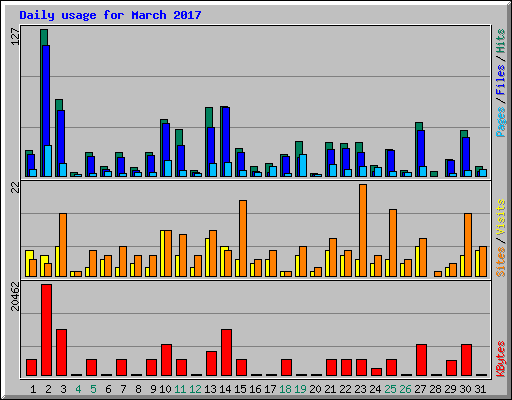 Daily usage for March 2017
127
Pages / Files / Hits
22
Sites / Visits
20462
KBytes
1 2 3 4 5 6 7 8 9 10 11 12 13 14 15 16 17 18 19 20 21 22 23 24 25 26 27 28 29 30 31